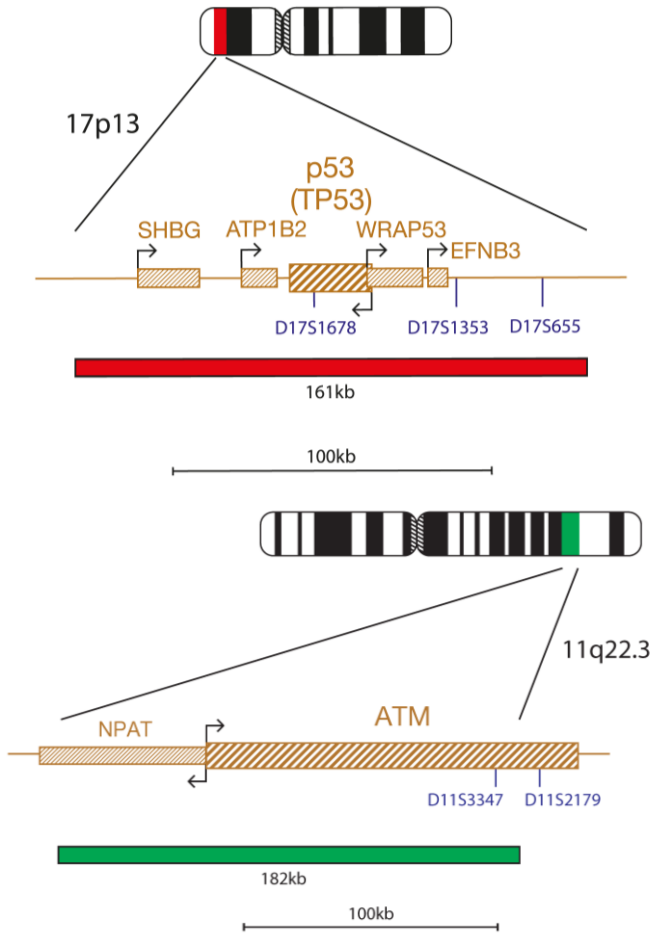 17p13
p53
(TP53)
SHBG
ATP1B2
WRAP53
EFNB3
D17S1678
D17S1353
D17S655
161kb
100kb
11q22.3
NPAT
ATM
D11S3347
D11S2179
182kb
100kb